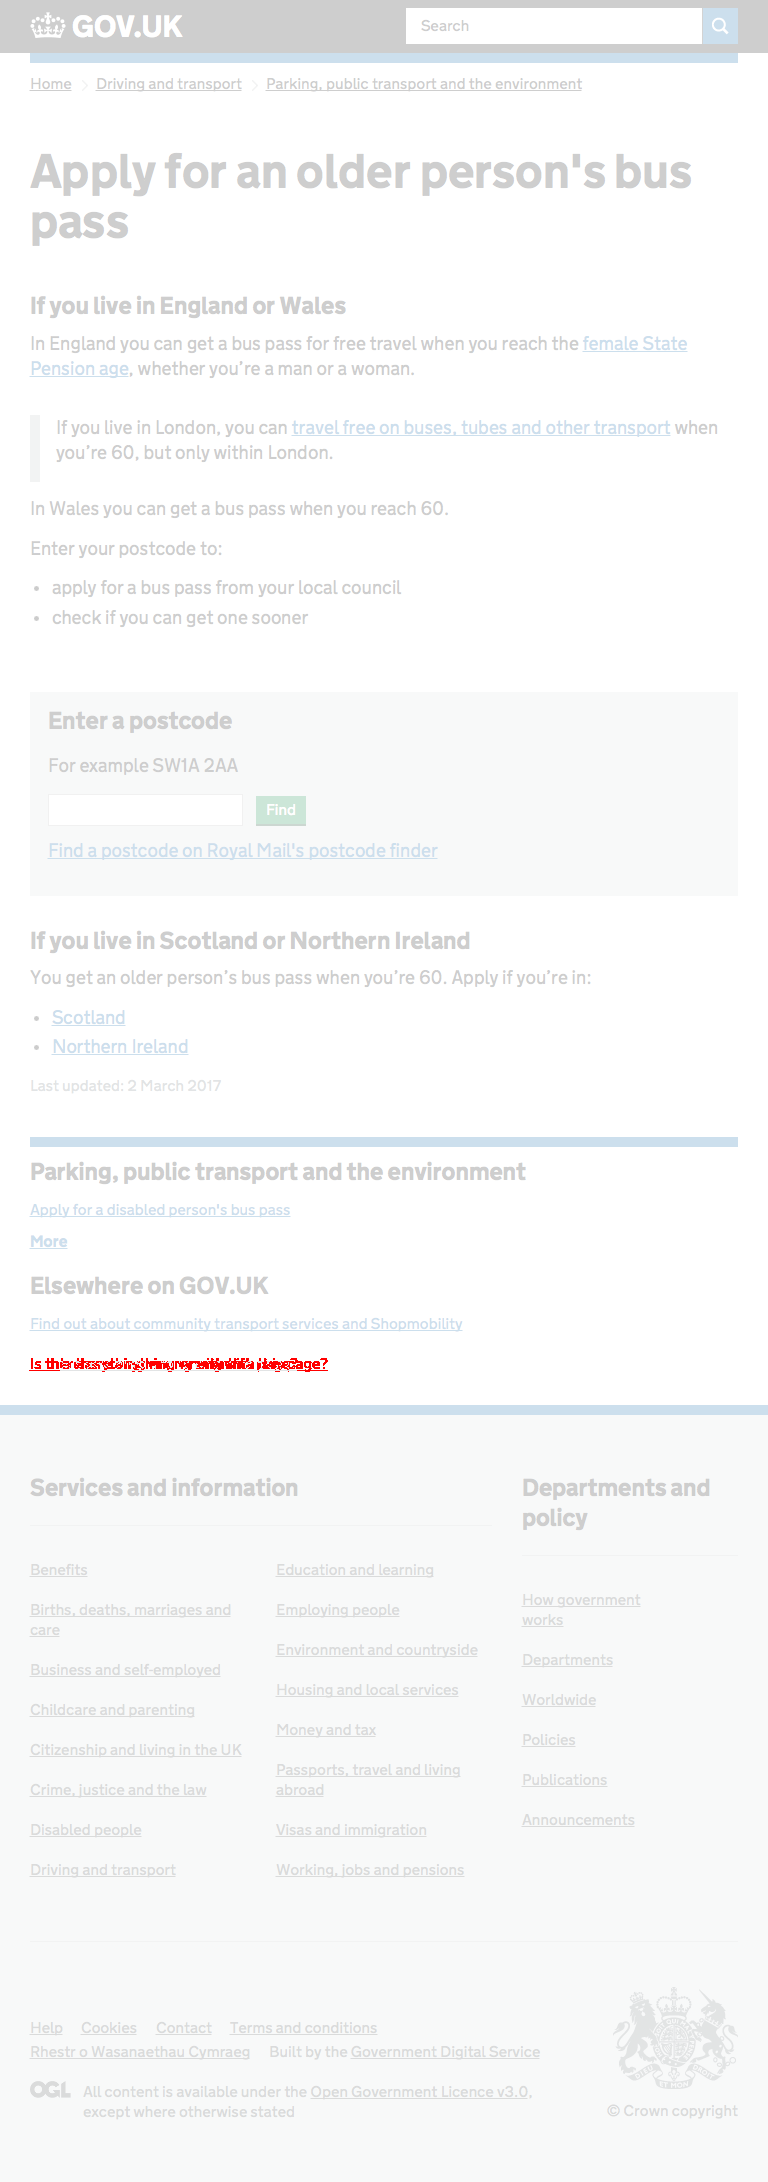 GOV.UK
Search
Home
Driving and transport
Parking, public transport and the environment
Apply for an older person's bus
pass
If you live in England or Wales
In England you can get a bus pass for free travel when you reach the female State
Pension age, whether you’re a man or a woman.
If you live in London, you can travel free on buses, tubes and other transport when
you’re 60, but only within London.
In Wales you can get a bus pass when you reach 60.
Enter your postcode to:
• apply for a bus pass from your local council
• check if you can get one sooner
Enter a postcode
For example SW1A 2AA
Find
Find a postcode on Royal Mail's postcode finder
If you live in Scotland or Northern Ireland
You get an older person’s bus pass when you’re 60. Apply if you’re in:
• Scotland
• Northern Ireland
Last updated: 2 March 2017
Parking, public transport and the environment
Apply for a disabled person's bus pass
More
Elsewhere on GOV.UK
Find out about community transport services and Shopmobility
Services and information
Departments and
policy
Benefits
Births, deaths, marriages and
care
Business and self-employed
Childcare and parenting
Citizenship and living in the UK
Crime, justice and the law
Disabled people
Driving and transport
Education and learning
Employing people
Environment and countryside
Housing and local services
Money and tax
Passports, travel and living
abroad
Visas and immigration
Working, jobs and pensions
How government
works
Departments
Worldwide
Policies
Publications
Announcements
Help Cookies Contact Terms and conditions
Rhestr o Wasanaethau Cymraeg Built by the Government Digital Service
OGL All content is available under the Open Government Licence v3.0,
except where otherwise stated
© Crown copyright